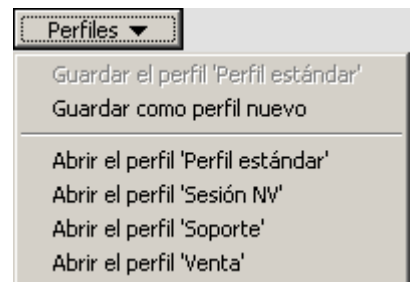 Perfiles
Guardar el perfil 'Perfil estándar'
Guardar como perfil nuevo
Abrir el perfil 'Perfil estándar'
Abrir el perfil 'Sesión NV'
Abrir el perfil 'Soporte'
Abrir el perfil 'Venta'